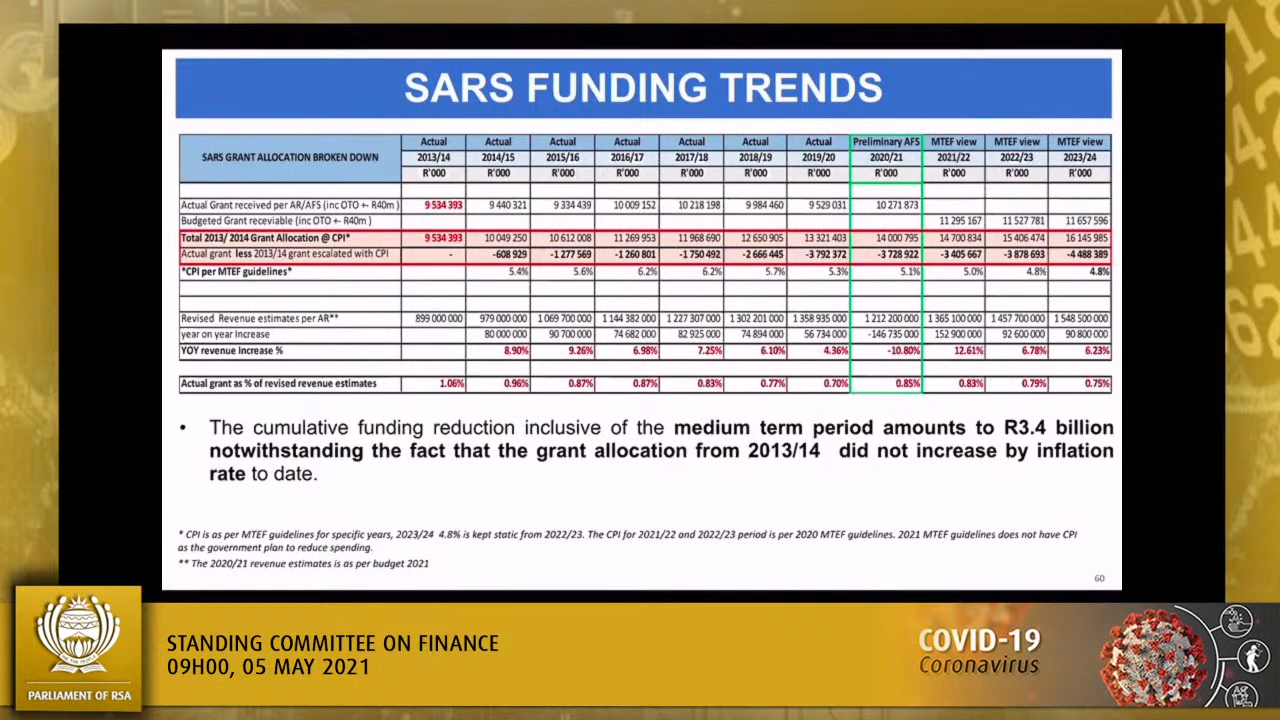 SARS FUNDING TRENDS
SARS GRANT ALLOCATION BROKEN DOWN
Actual Actual Actual Actual Actual Actual Actual Preliminary AFS MTEF view MTEF view MTEF view
2013/14 2014/15 2015/16 2016/17 2017/18 2018/19 2019/20 2020/21 2021/22 2022/23 2023/24
R'000 R'000 R'000 R'000 R'000 R'000 R'000 R'000 R'000 R'000 R'000
Actual Grant received per AR/AFS (inc OTO +- R40m ) 9 534 393 9 440 321 9 334 439 10 009 152 10 218 198 9 984 460 9 529 031 10 271 873
Budgeted Grant receviable (inc OTO +- R40m ) 11 295 167 11 527 781 11 657 596
Total 2013/ 2014 Grant Allocation @ CPI* 9 534 393 10 049 250 10 612 008 11 269 953 11 968 690 12 650 905 13 321 403 14 000 795 14 700 834 15 406 474 16 145 985
Actual grant less 2013/14 grant escalated with CPI - -608 929 -1 277 569 -1 260 801 -1 750 492 -2 666 445 -3 792 372 -3 728 922 -3 405 667 -3 878 693 -4 488 389
*CPI per MTEF guidelines* 5.4% 5.6% 6.2% 6.2% 5.7% 5.3% 5.1% 5.0% 4.8% 4.8%
Revised Revenue estimates per AR** 899 000 000 979 000 000 1 069 700 000 1 144 382 000 1 227 307 000 1 302 201 000 1 358 935 000 1 212 200 000 1 365 100 000 1 457 700 000 1 548 500 000
year on year Increase 80 000 000 90 700 000 74 682 000 82 925 000 74 894 000 56 734 000 -146 735 000 152 900 000 92 600 000 90 800 000
YOY revenue Increase % 8.90% 9.26% 6.98% 7.25% 6.10% 4.36% -10.80% 12.61% 6.78% 6.23%
Actual grant as % of revised revenue estimates 1.06% 0.96% 0.87% 0.87% 0.83% 0.77% 0.70% 0.85% 0.83% 0.79% 0.75%
• The cumulative funding reduction inclusive of the medium term period amounts to R3.4 billion
notwithstanding the fact that the grant allocation from 2013/14 did not increase by inflation
rate to date.
* CPI is as per MTEF guidelines for specific years, 2023/24 4.8% is kept static from 2022/23. The CPI for 2021/22 and 2022/23 period is per 2020 MTEF guidelines. 2021 MTEF guidelines does not have CPI
as the government plan to reduce spending.
** The 2020/21 revenue estimates is as per budget 2021
60
STANDING COMMITTEE ON FINANCE
09H00, 05 MAY 2021
PARLIAMENT OF RSA
COVID-19
Coronavirus